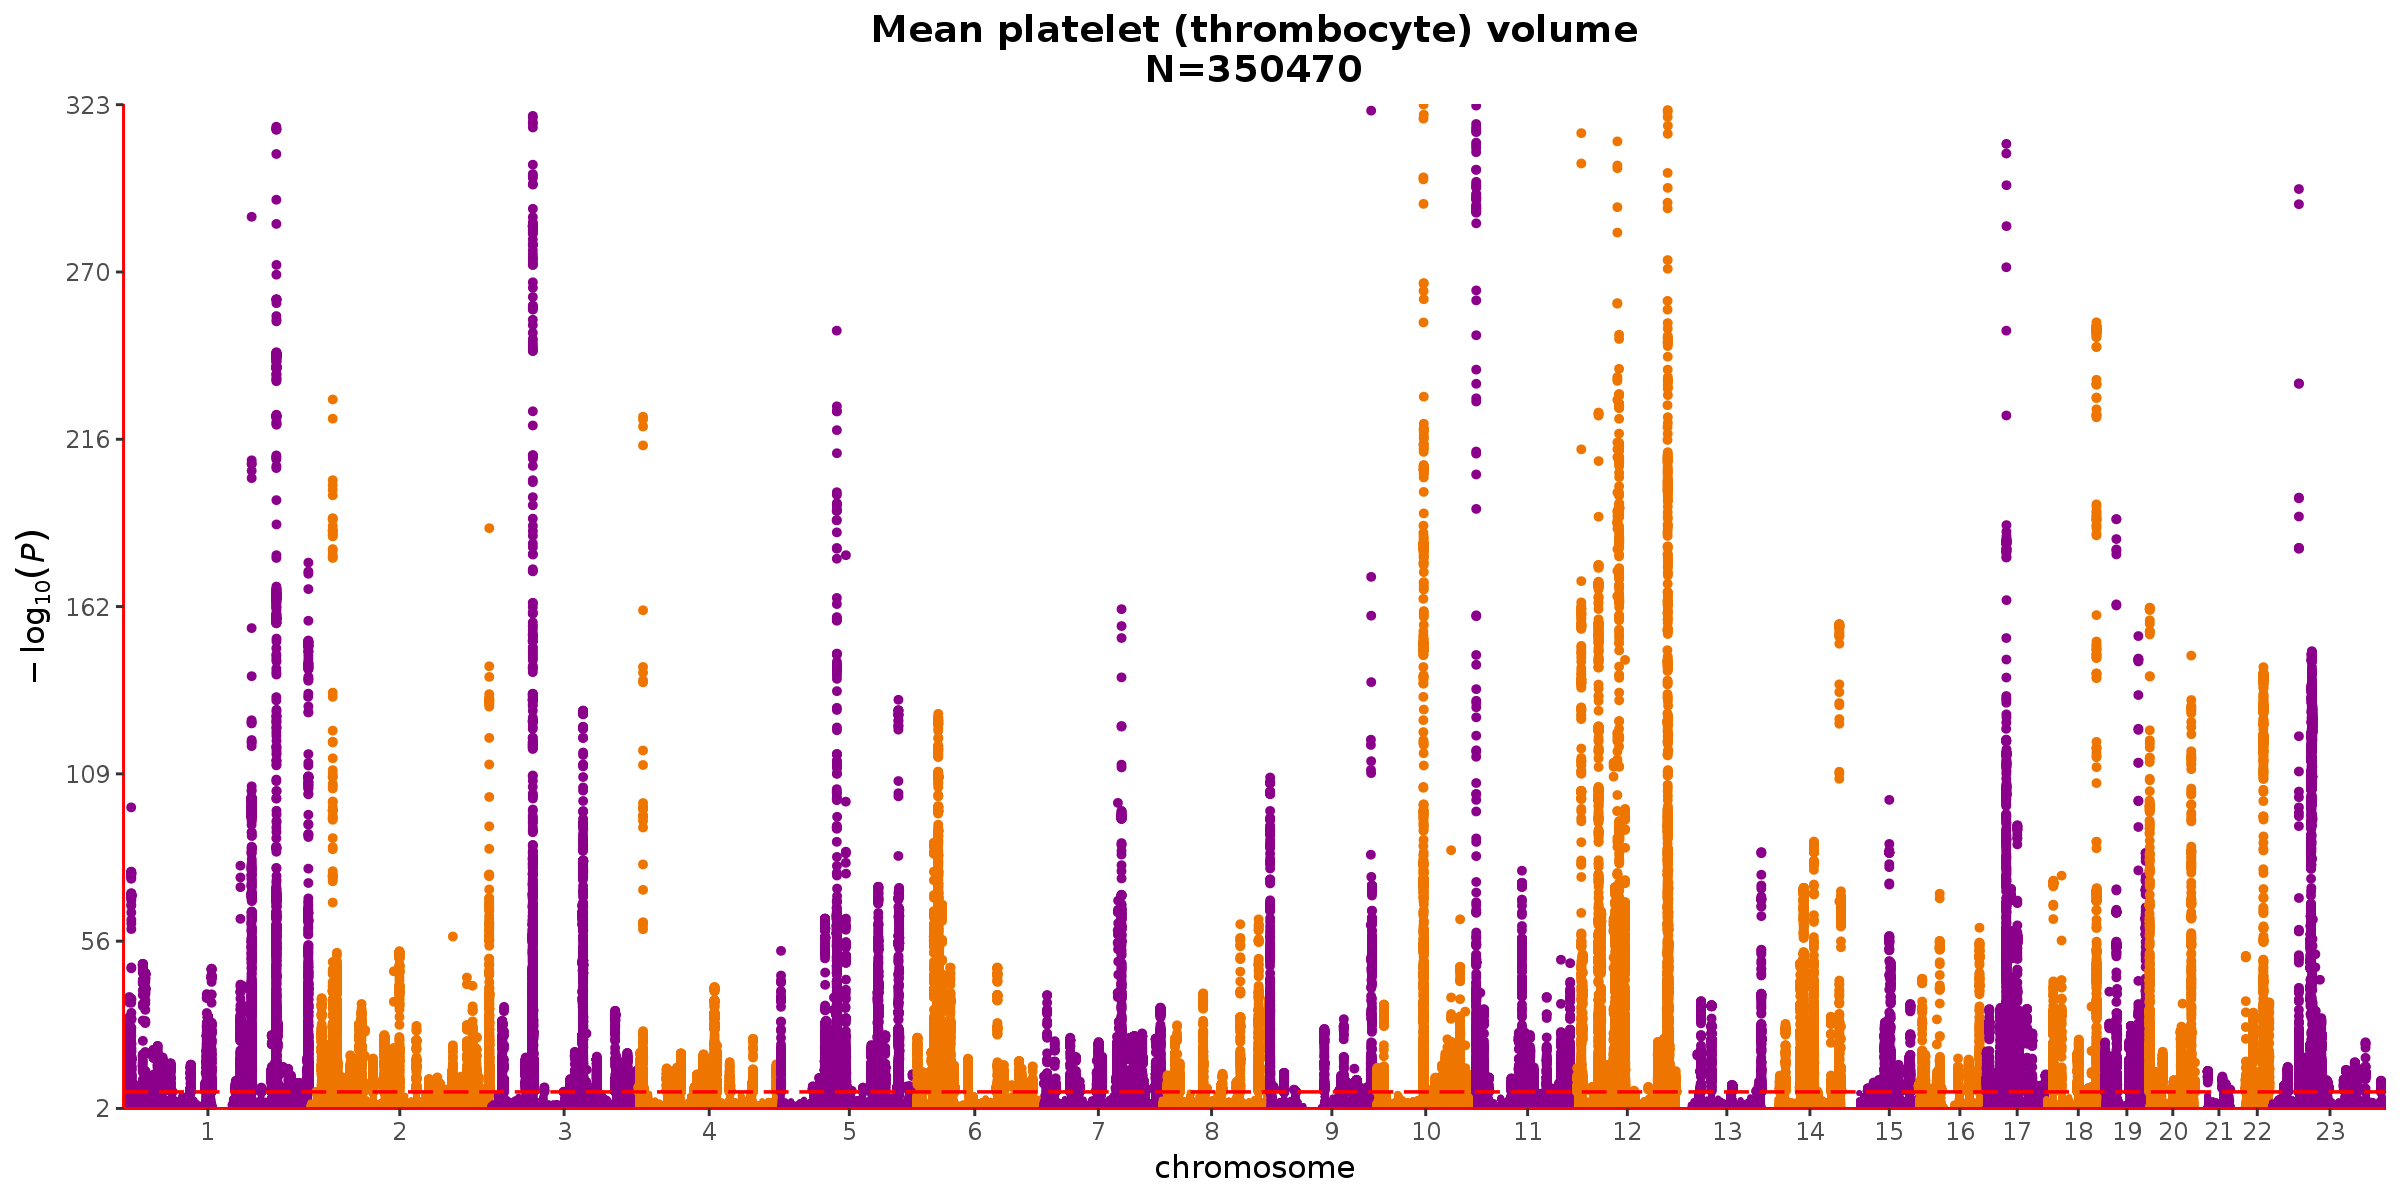 Mean platelet (thrombocyte) volume
N=350470
323
270
216
162
109
56
2
−log₁₀(P)
1 2 3 4 5 6 7 8 9 10 11 12 13 14 15 16 17 18 19 20 21 22 23
chromosome